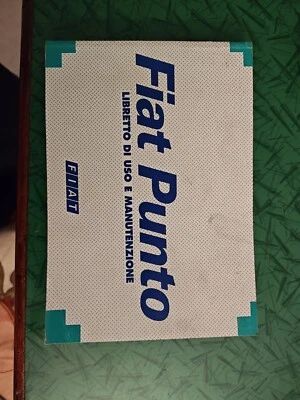 Fiat Punto
LIBRETTO DI USO E MANUTENZIONE
FIAT